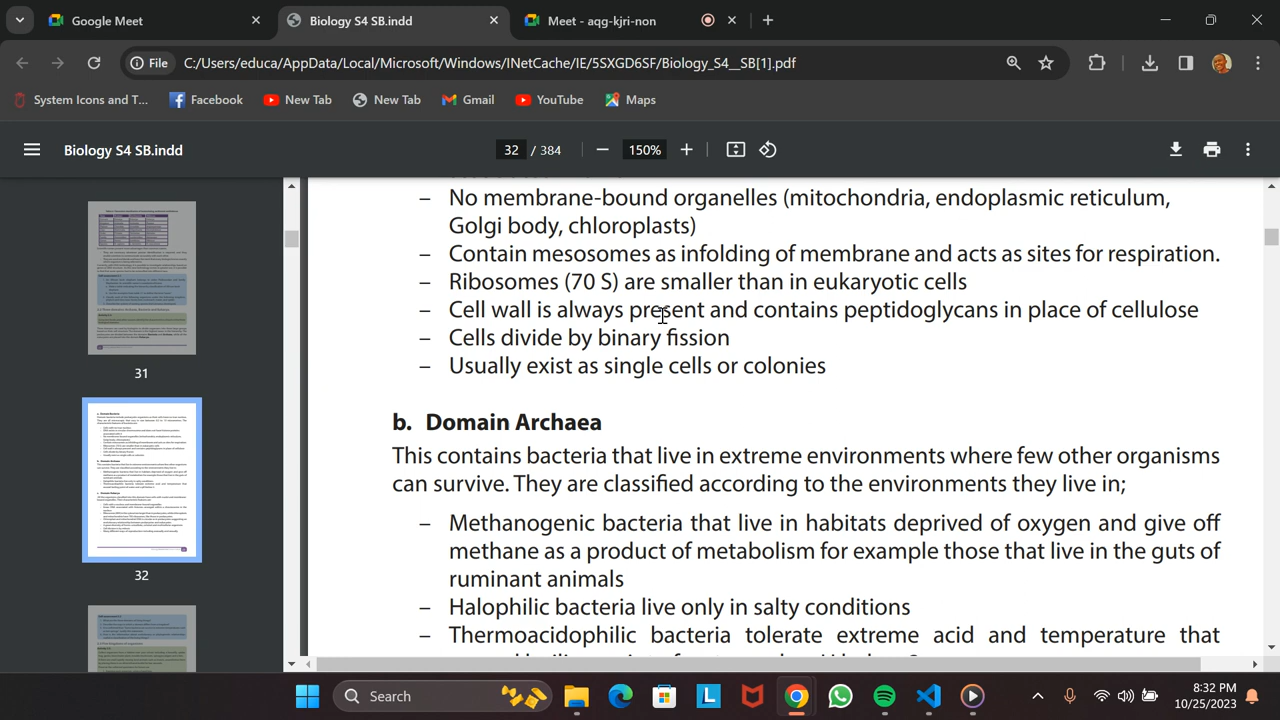 Google Meet
Biology S4 SB.indd
Meet - aqg-kjri-non
File
C:/Users/educa/AppData/Local/Microsoft/Windows/INetCache/IE/5SXGD6SF/Biology_S4__SB[1].pdf
System Icons and T...
Facebook
New Tab
New Tab
Gmail
YouTube
Maps
Biology S4 SB.indd
32 / 384
150%
31
32
– No membrane-bound organelles (mitochondria, endoplasmic reticulum,
Golgi body, chloroplasts)
– Contain mesosomes as infolding of membrane and acts as sites for respiration.
– Ribosomes (70 S) are smaller than in eukaryotic cells
– Cell wall is always present and contains peptidoglycans in place of cellulose
– Cells divide by binary fission
– Usually exist as single cells or colonies
b. Domain Archaea
This contains bacteria that live in extreme environments where few other organisms
can survive. They are classified according to the environments they live in;
– Methanogenic bacteria that live in habitats deprived of oxygen and give off
methane as a product of metabolism for example those that live in the guts of
ruminant animals
– Halophilic bacteria live only in salty conditions
– Thermoacidophilic bacteria tolerate extreme acid and temperature that
Search
8:32 PM
10/25/2023